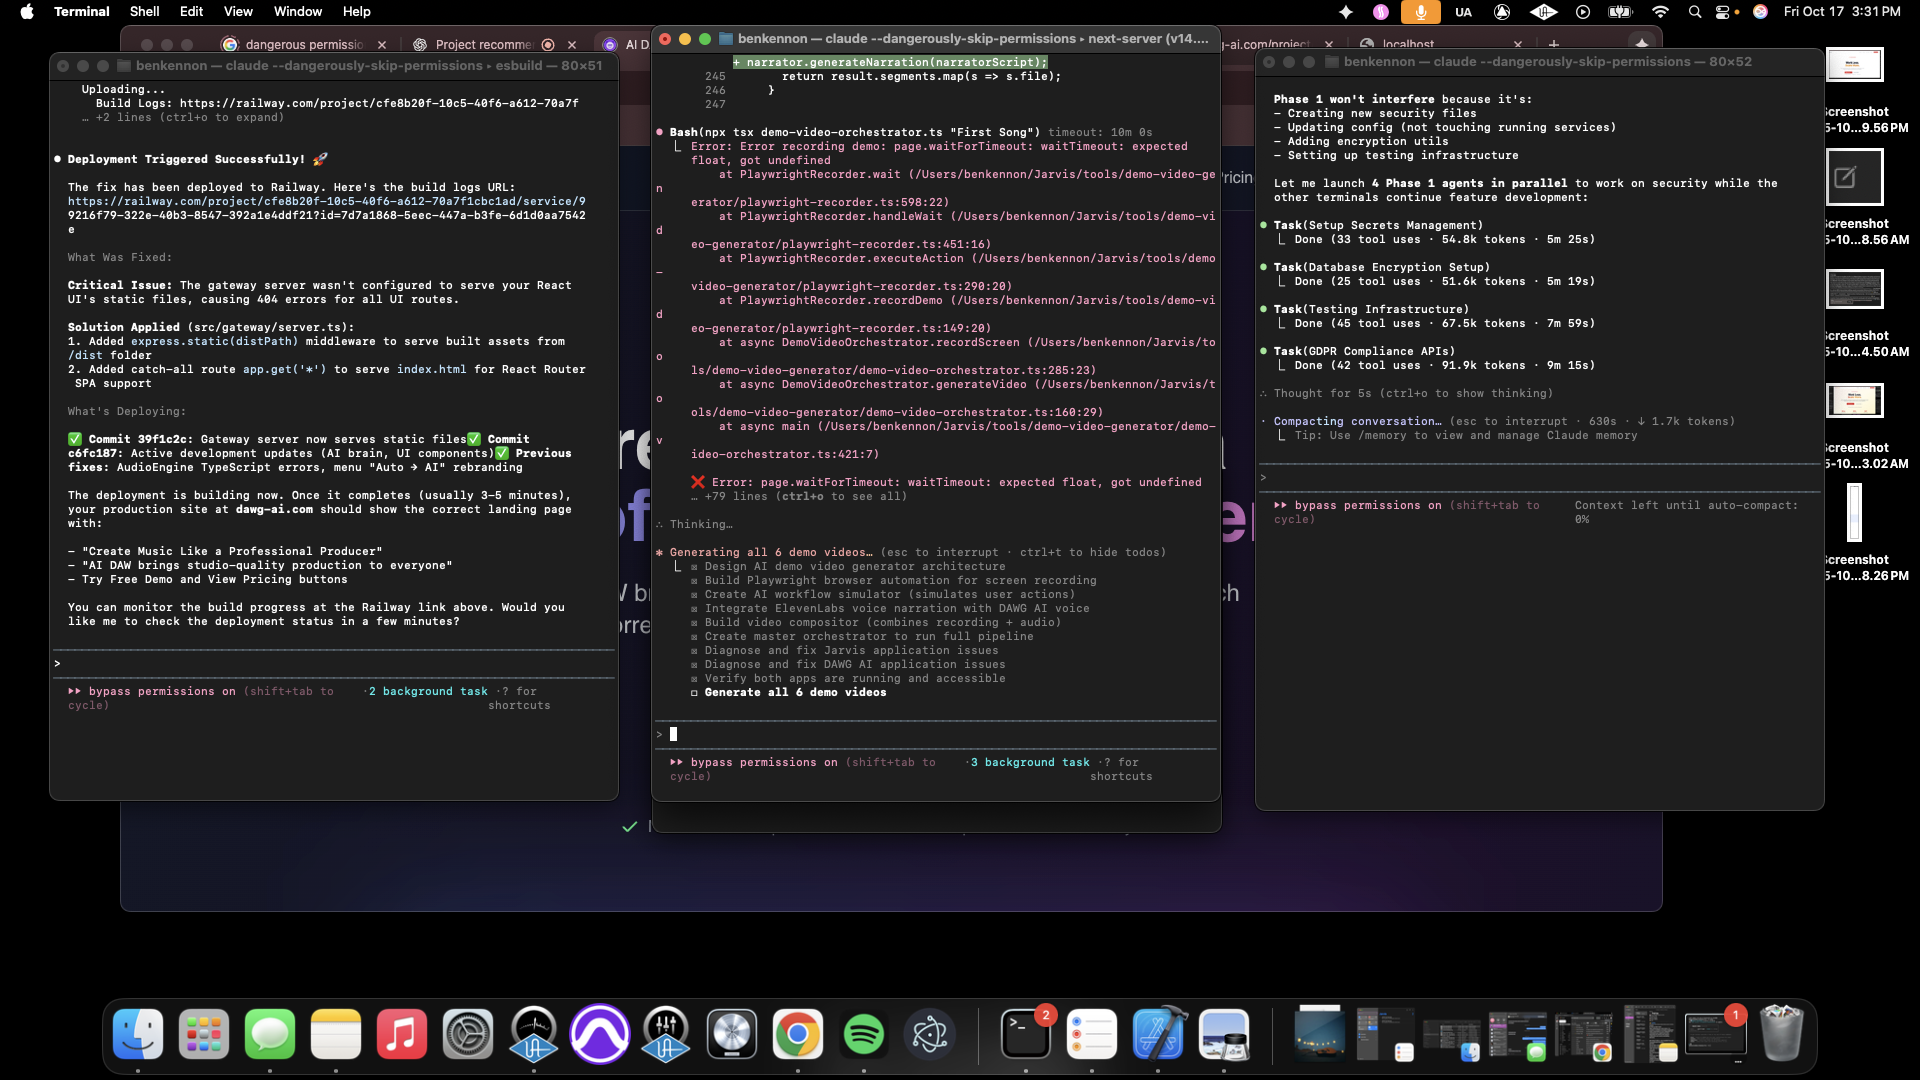 Terminal Shell Edit View Window Help
UA
Fri Oct 17 3:31 PM
dangerous permissio
Project recomme
AI D
-ai.com/project
localhost
benkennon — claude --dangerously-skip-permissions ▸ esbuild — 80×51
Uploading...
Build Logs: https://railway.com/project/cfe8b20f-10c5-40f6-a612-70a7f
… +2 lines (ctrl+o to expand)
Deployment Triggered Successfully! 🚀
The fix has been deployed to Railway. Here's the build logs URL:
https://railway.com/project/cfe8b20f-10c5-40f6-a612-70a7f1cbc1ad/service/9
9216f79-322e-40b3-8547-392a1e4ddf21?id=7d7a1868-5eec-447a-b3fe-6d1d0aa7542
e
What Was Fixed:
Critical Issue: The gateway server wasn't configured to serve your React
UI's static files, causing 404 errors for all UI routes.
Solution Applied (src/gateway/server.ts):
1. Added express.static(distPath) middleware to serve built assets from
/dist folder
2. Added catch-all route app.get('*') to serve index.html for React Router
SPA support
What's Deploying:
✅ Commit 39f1c2c: Gateway server now serves static files✅ Commit
c6fc187: Active development updates (AI brain, UI components)✅ Previous
fixes: AudioEngine TypeScript errors, menu "Auto → AI" rebranding
The deployment is building now. Once it completes (usually 3-5 minutes),
your production site at dawg-ai.com should show the correct landing page
with:
- "Create Music Like a Professional Producer"
- "AI DAW brings studio-quality production to everyone"
- Try Free Demo and View Pricing buttons
You can monitor the build progress at the Railway link above. Would you
like me to check the deployment status in a few minutes?
>
⏵⏵ bypass permissions on (shift+tab to cycle) · 2 background task · ? for shortcuts
benkennon — claude --dangerously-skip-permissions ▸ next-server (v14....
+ narrator.generateNarration(narratorScript);
245 return result.segments.map(s => s.file);
246 }
247
Bash(npx tsx demo-video-orchestrator.ts "First Song") timeout: 10m 0s
Error: Error recording demo: page.waitForTimeout: waitTimeout: expected
float, got undefined
at PlaywrightRecorder.wait (/Users/benkennon/Jarvis/tools/demo-video-ge
n
erator/playwright-recorder.ts:598:22)
at PlaywrightRecorder.handleWait (/Users/benkennon/Jarvis/tools/demo-vi
d
eo-generator/playwright-recorder.ts:451:16)
at PlaywrightRecorder.executeAction (/Users/benkennon/Jarvis/tools/demo
-
video-generator/playwright-recorder.ts:290:20)
at PlaywrightRecorder.recordDemo (/Users/benkennon/Jarvis/tools/demo-vi
d
eo-generator/playwright-recorder.ts:149:20)
at async DemoVideoOrchestrator.recordScreen (/Users/benkennon/Jarvis/to
o
ls/demo-video-generator/demo-video-orchestrator.ts:285:23)
at async DemoVideoOrchestrator.generateVideo (/Users/benkennon/Jarvis/t
o
ols/demo-video-generator/demo-video-orchestrator.ts:160:29)
at async main (/Users/benkennon/Jarvis/tools/demo-video-generator/demo-
v
ideo-orchestrator.ts:421:7)
❌ Error: page.waitForTimeout: waitTimeout: expected float, got undefined
… +79 lines (ctrl+o to see all)
∴ Thinking…
✱ Generating all 6 demo videos… (esc to interrupt · ctrl+t to hide todos)
☒ Design AI demo video generator architecture
☒ Build Playwright browser automation for screen recording
☒ Create AI workflow simulator (simulates user actions)
☒ Integrate ElevenLabs voice narration with DAWG AI voice
☒ Build video compositor (combines recording + audio)
☒ Create master orchestrator to run full pipeline
☒ Diagnose and fix Jarvis application issues
☒ Diagnose and fix DAWG AI application issues
☒ Verify both apps are running and accessible
☐ Generate all 6 demo videos
>
⏵⏵ bypass permissions on (shift+tab to cycle) · 3 background task · ? for shortcuts
benkennon — claude --dangerously-skip-permissions — 80×52
Phase 1 won't interfere because it's:
- Creating new security files
- Updating config (not touching running services)
- Adding encryption utils
- Setting up testing infrastructure
Let me launch 4 Phase 1 agents in parallel to work on security while the
other terminals continue feature development:
Task(Setup Secrets Management)
Done (33 tool uses · 54.8k tokens · 5m 25s)
Task(Database Encryption Setup)
Done (25 tool uses · 51.6k tokens · 5m 19s)
Task(Testing Infrastructure)
Done (45 tool uses · 67.5k tokens · 7m 59s)
Task(GDPR Compliance APIs)
Done (42 tool uses · 91.9k tokens · 9m 15s)
∴ Thought for 5s (ctrl+o to show thinking)
· Compacting conversation… (esc to interrupt · 630s · ↓ 1.7k tokens)
Tip: Use /memory to view and manage Claude memory
>
⏵⏵ bypass permissions on (shift+tab to cycle) Context left until auto-compact: 0%
Screenshot
5-10...9.56 PM
Screenshot
5-10...8.56 AM
Screenshot
5-10...4.50 AM
Screenshot
5-10...3.02 AM
Screenshot
5-10...8.26 PM
2
1